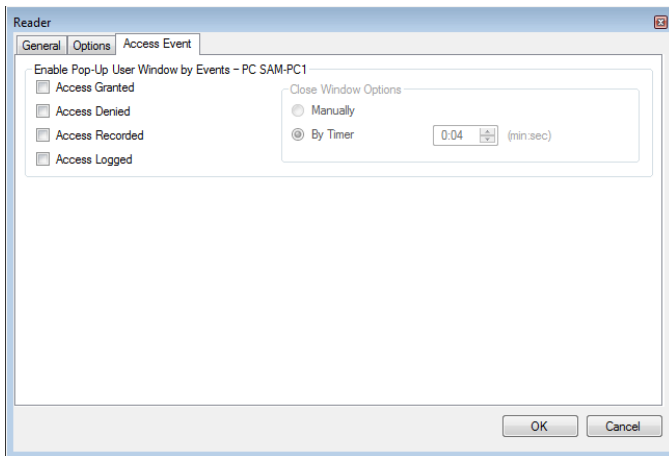 Reader
General Options Access Event
Enable Pop-Up User Window by Events – PC SAM-PC1
Access Granted
Close Window Options
Access Denied
Manually
Access Recorded
By Timer 0:04 (min:sec)
Access Logged
OK Cancel